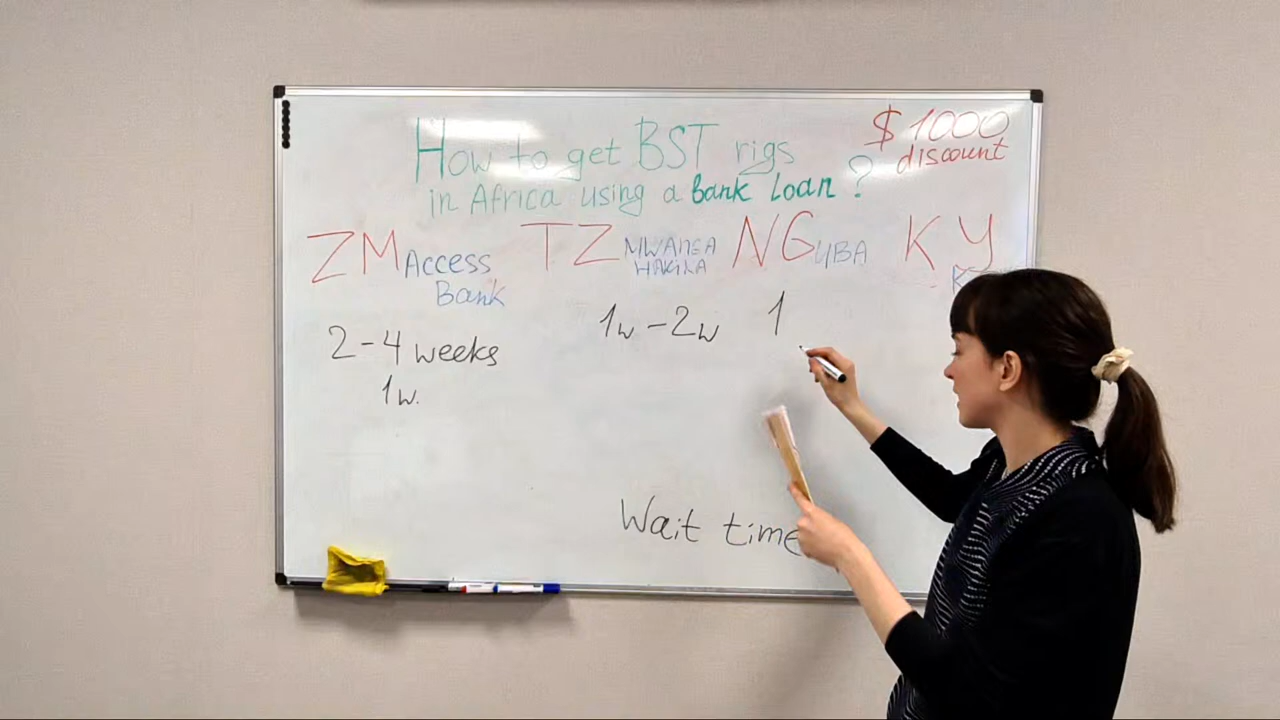 How to get BST rigs
in Africa using a bank loan ?
$ 1000
discount
ZM Access
Bank
TZ MWANGA
HAKIKA
NG UBA
KY
K
2-4 weeks
1w.
1w-2w
1
Wait time